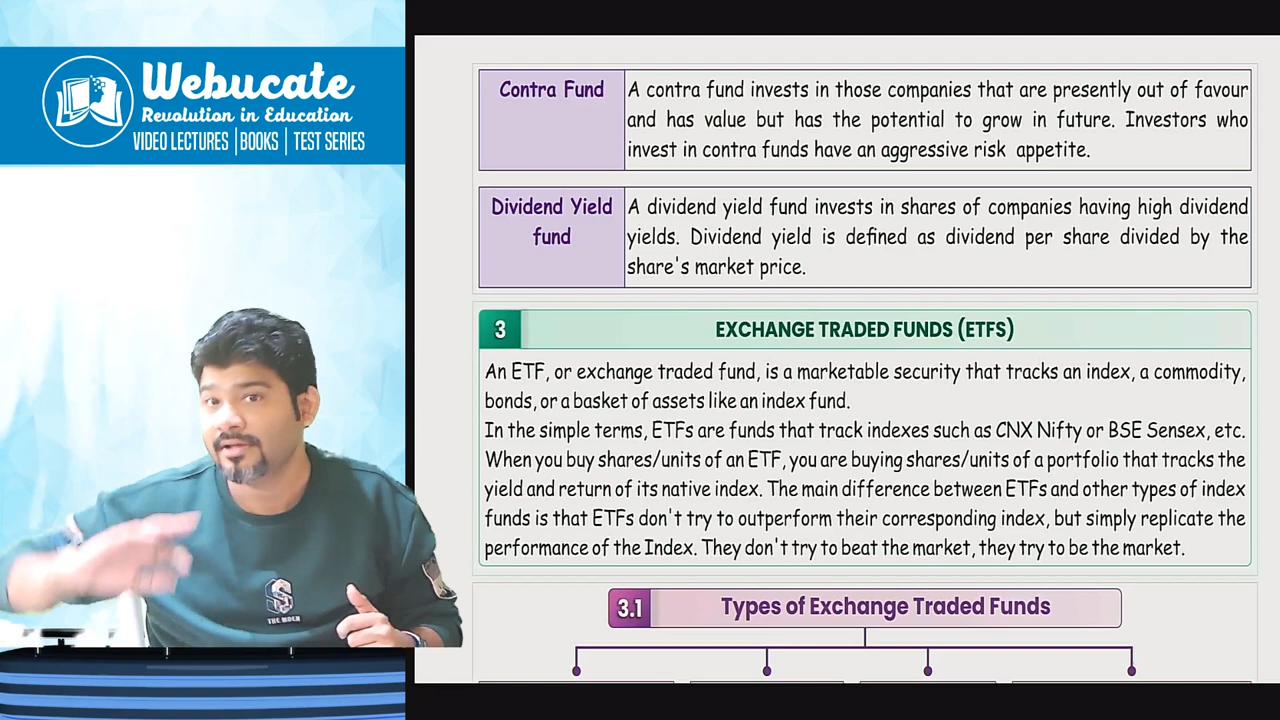 Webucate
Revolution in Education
VIDEO LECTURES | BOOKS | TEST SERIES
Contra Fund
A contra fund invests in those companies that are presently out of favour
and has value but has the potential to grow in future. Investors who
invest in contra funds have an aggressive risk appetite.
Dividend Yield
fund
A dividend yield fund invests in shares of companies having high dividend
yields. Dividend yield is defined as dividend per share divided by the
share's market price.
3
EXCHANGE TRADED FUNDS (ETFS)
An ETF, or exchange traded fund, is a marketable security that tracks an index, a commodity,
bonds, or a basket of assets like an index fund.
In the simple terms, ETFs are funds that track indexes such as CNX Nifty or BSE Sensex, etc.
When you buy shares/units of an ETF, you are buying shares/units of a portfolio that tracks the
yield and return of its native index. The main difference between ETFs and other types of index
funds is that ETFs don't try to outperform their corresponding index, but simply replicate the
performance of the Index. They don't try to beat the market, they try to be the market.
3.1
Types of Exchange Traded Funds
S